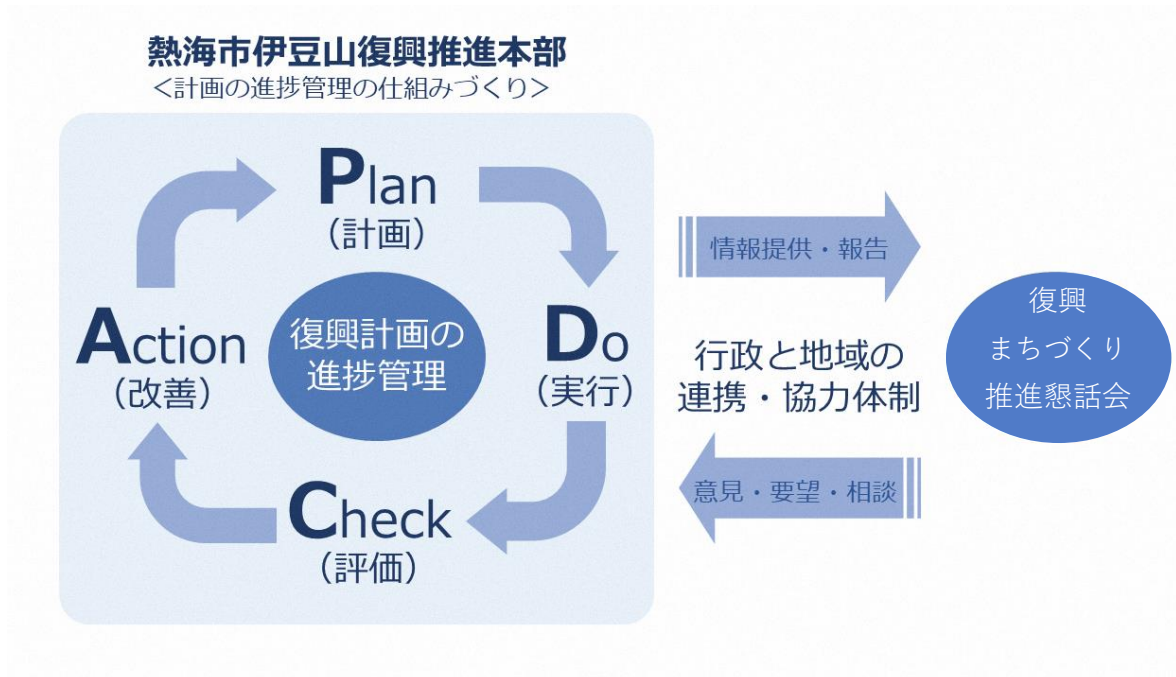 熱海市伊豆山復興推進本部
＜計画の進捗管理の仕組みづくり＞
Plan
（計画）
情報提供・報告
復興
まちづくり
推進懇話会
Action
（改善）
復興計画の
進捗管理
Do
（実行）
行政と地域の
連携・協力体制
意見・要望・相談
Check
（評価）